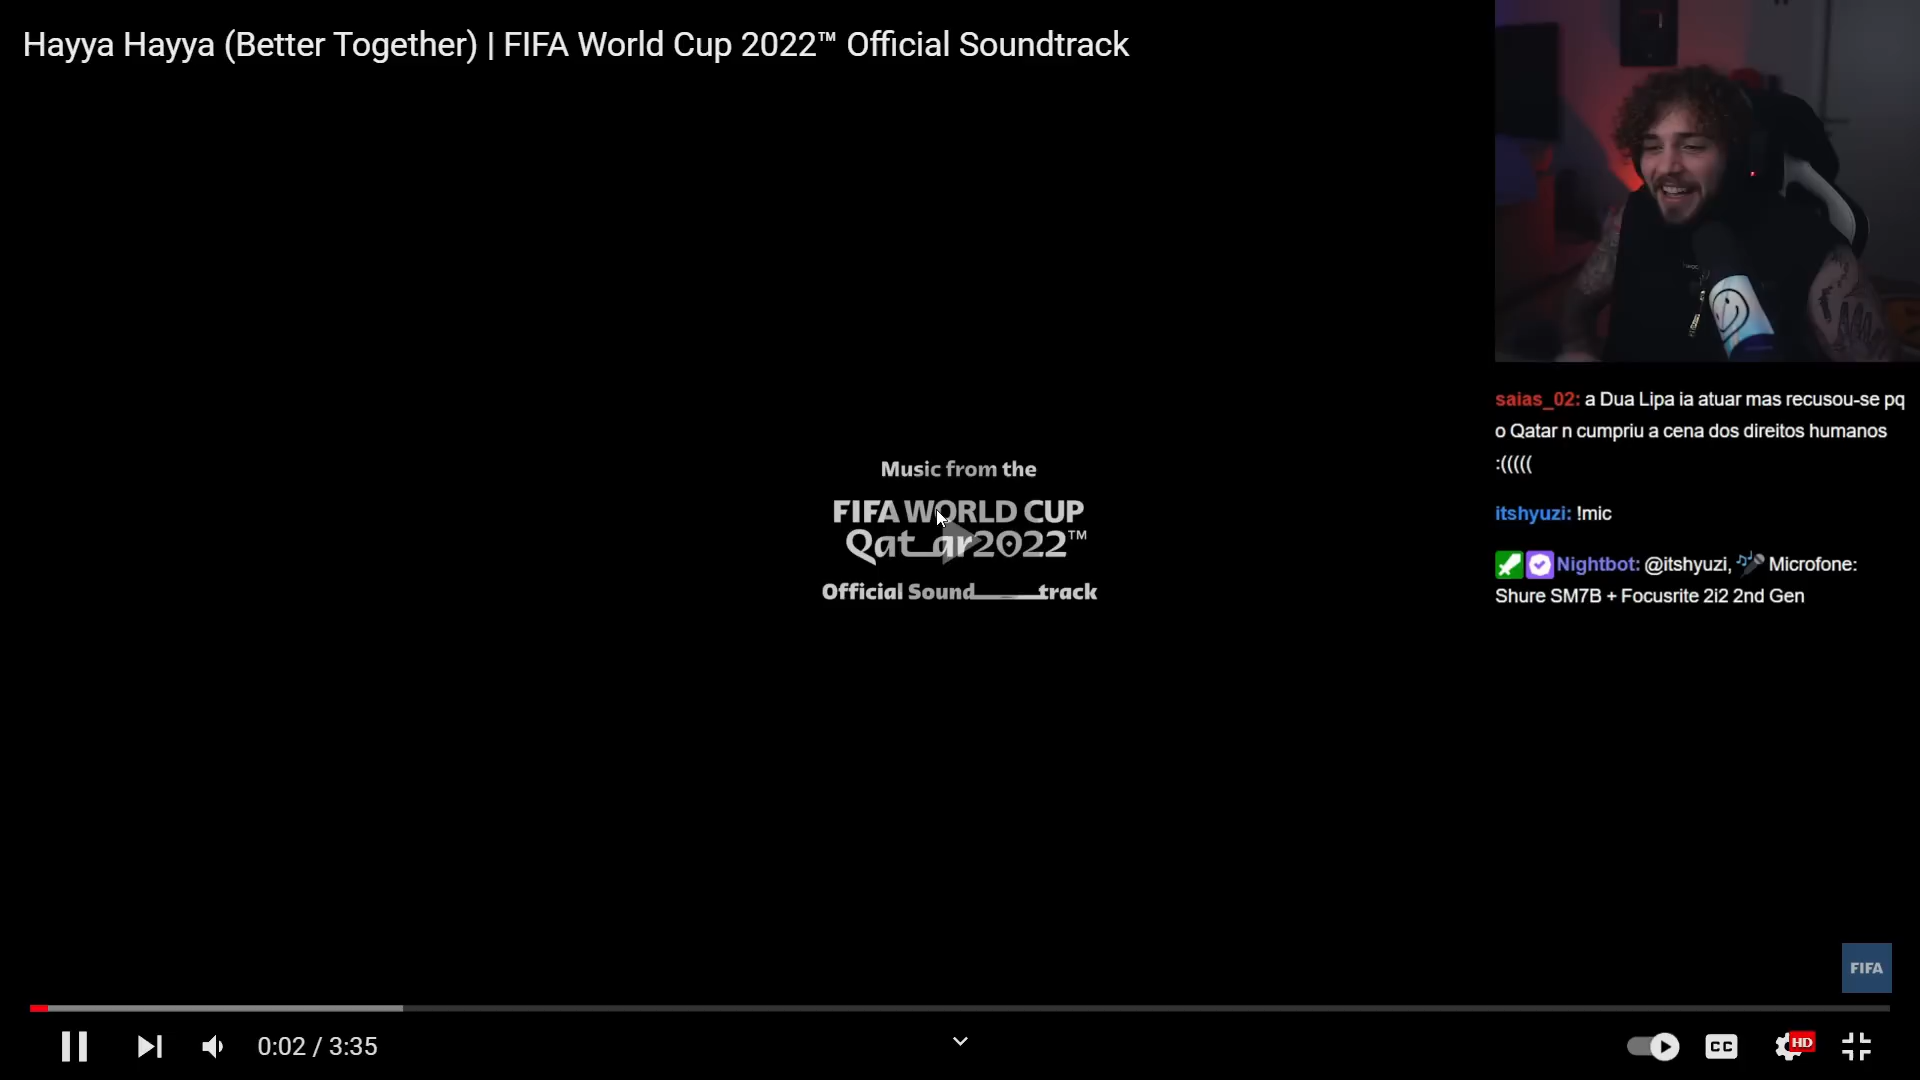 Hayya Hayya (Better Together) | FIFA World Cup 2022™ Official Soundtrack
saias_02: a Dua Lipa ia atuar mas recusou-se pq
o Qatar n cumpriu a cena dos direitos humanos
:(((((
Music from the
FIFA WORLD CUP
Qatar2022™
Official Soundtrack
itshyuzi: !mic
Nightbot: @itshyuzi, 🎶🎤 Microfone:
Shure SM7B + Focusrite 2i2 2nd Gen
FIFA
0:02 / 3:35
CC
HD